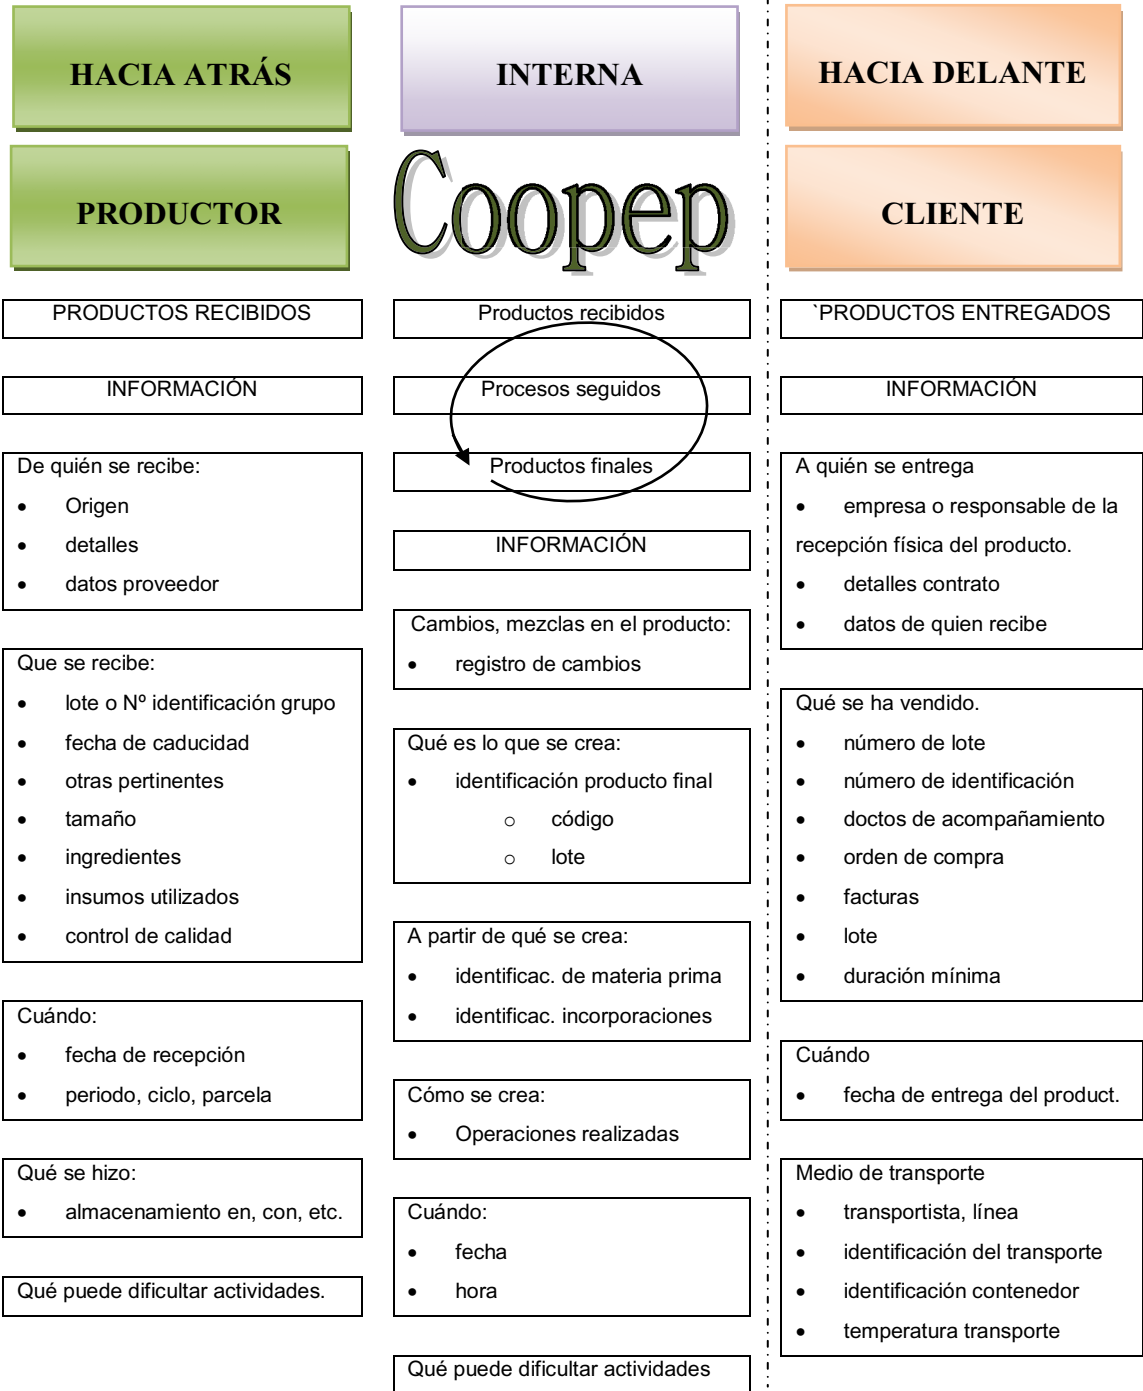 HACIA ATRÁS
PRODUCTOR
PRODUCTOS RECIBIDOS
INFORMACIÓN
De quién se recibe:
• Origen
• detalles
• datos proveedor
Que se recibe:
• lote o Nº identificación grupo
• fecha de caducidad
• otras pertinentes
• tamaño
• ingredientes
• insumos utilizados
• control de calidad
Cuándo:
• fecha de recepción
• periodo, ciclo, parcela
Qué se hizo:
• almacenamiento en, con, etc.
Qué puede dificultar actividades.
INTERNA
Coopep
Productos recibidos
Procesos seguidos
Productos finales
INFORMACIÓN
Cambios, mezclas en el producto:
• registro de cambios
Qué es lo que se crea:
• identificación producto final
o código
o lote
A partir de qué se crea:
• identificac. de materia prima
• identificac. incorporaciones
Cómo se crea:
• Operaciones realizadas
Cuándo:
• fecha
• hora
Qué puede dificultar actividades
HACIA DELANTE
CLIENTE
`PRODUCTOS ENTREGADOS
INFORMACIÓN
A quién se entrega
• empresa o responsable de la
recepción física del producto.
• detalles contrato
• datos de quien recibe
Qué se ha vendido.
• número de lote
• número de identificación
• doctos de acompañamiento
• orden de compra
• facturas
• lote
• duración mínima
Cuándo
• fecha de entrega del product.
Medio de transporte
• transportista, línea
• identificación del transporte
• identificación contenedor
• temperatura transporte